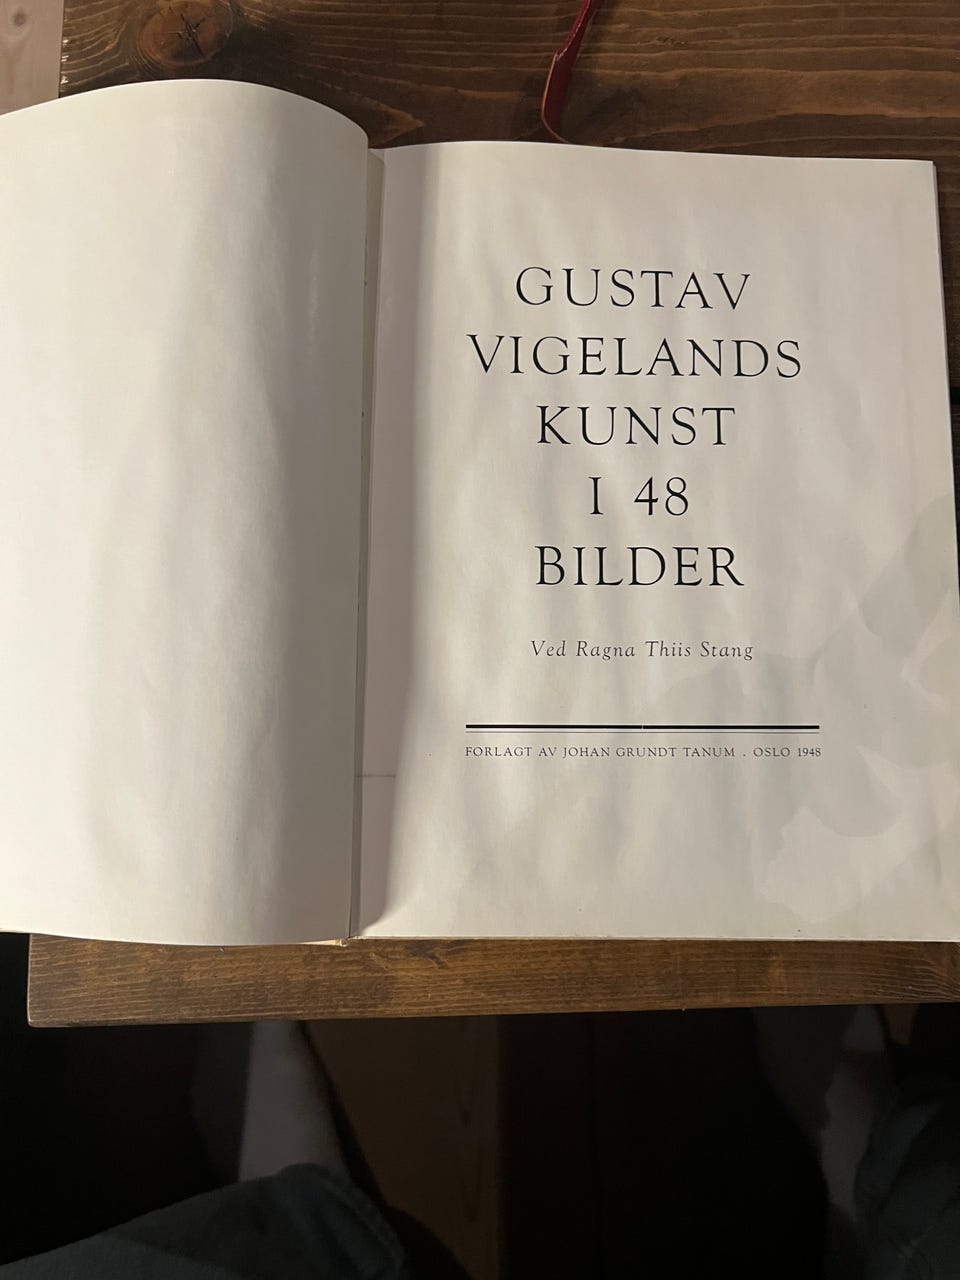 GUSTAV
VIGELANDS
KUNST
I 48
BILDER
Ved Ragna Thiis Stang
FORLAGT AV JOHAN GRUNDT TANUM . OSLO 1948